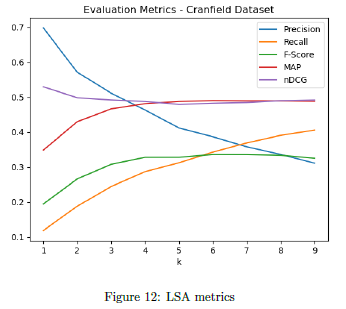 Evaluation Metrics - Cranfield Dataset
0.7
0.6
0.5
0.4
0.3
0.2
0.1
Precision
Recall
F-Score
MAP
nDCG
1 2 3 4 5 6 7 8 9
k
Figure 12: LSA metrics